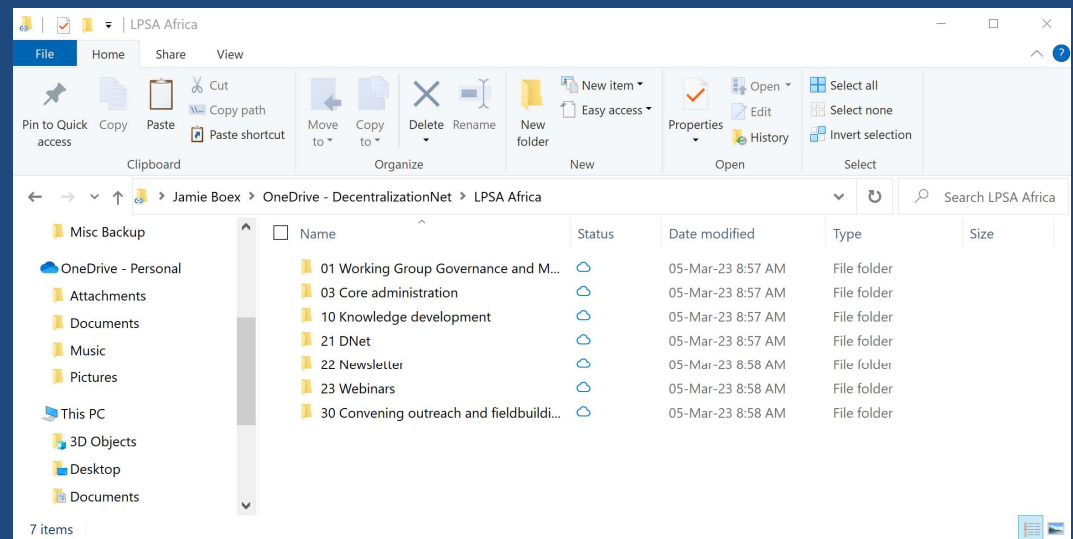 LPSA Africa
File Home Share View
Pin to Quick access
Copy
Paste
Cut
Copy path
Paste shortcut
Clipboard
Move to
Copy to
Delete
Rename
Organize
New folder
New item
Easy access
New
Properties
Open
Edit
History
Open
Select all
Select none
Invert selection
Select
Jamie Boex > OneDrive - DecentralizationNet > LPSA Africa
Search LPSA Africa
Misc Backup
OneDrive - Personal
Attachments
Documents
Music
Pictures
This PC
3D Objects
Desktop
Documents
Name Status Date modified Type Size
01 Working Group Governance and M... 05-Mar-23 8:57 AM File folder
03 Core administration 05-Mar-23 8:57 AM File folder
10 Knowledge development 05-Mar-23 8:57 AM File folder
21 DNet 05-Mar-23 8:57 AM File folder
22 Newsletter 05-Mar-23 8:58 AM File folder
23 Webinars 05-Mar-23 8:58 AM File folder
30 Convening outreach and fieldbuildi... 05-Mar-23 8:58 AM File folder
7 items